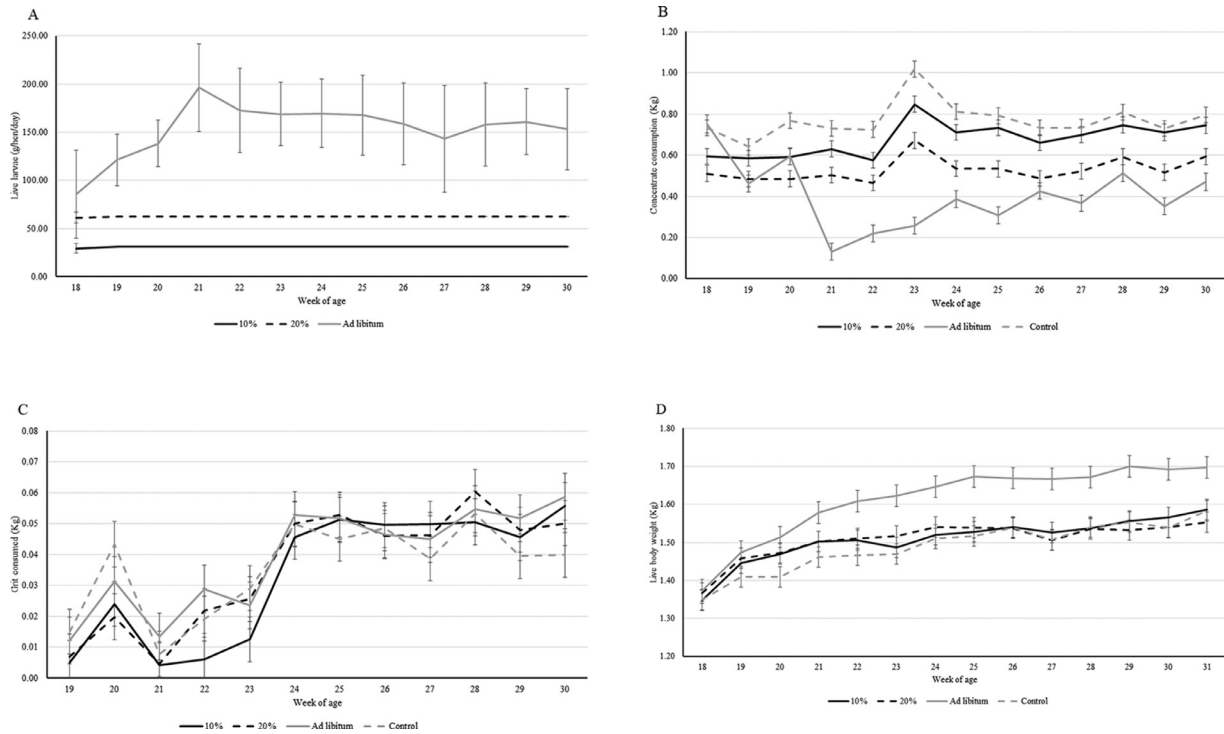 A
Live larvae (g/hen/day)
250.00
200.00
150.00
100.00
50.00
0.00
18 19 20 21 22 23 24 25 26 27 28 29 30
Week of age
10% 20% Ad libitum
B
Concentrate consumption (Kg)
1.20
1.00
0.80
0.60
0.40
0.20
0.00
18 19 20 21 22 23 24 25 26 27 28 29 30
Week of age
10% 20% Ad libitum Control
C
Grit consumed (Kg)
0.08
0.07
0.06
0.05
0.04
0.03
0.02
0.01
0.00
19 20 21 22 23 24 25 26 27 28 29 30
Week of age
10% 20% Ad libitum Control
D
Live body weight (Kg)
1.80
1.70
1.60
1.50
1.40
1.30
1.20
18 19 20 21 22 23 24 25 26 27 28 29 30 31
Week of age
10% 20% Ad libitum Control